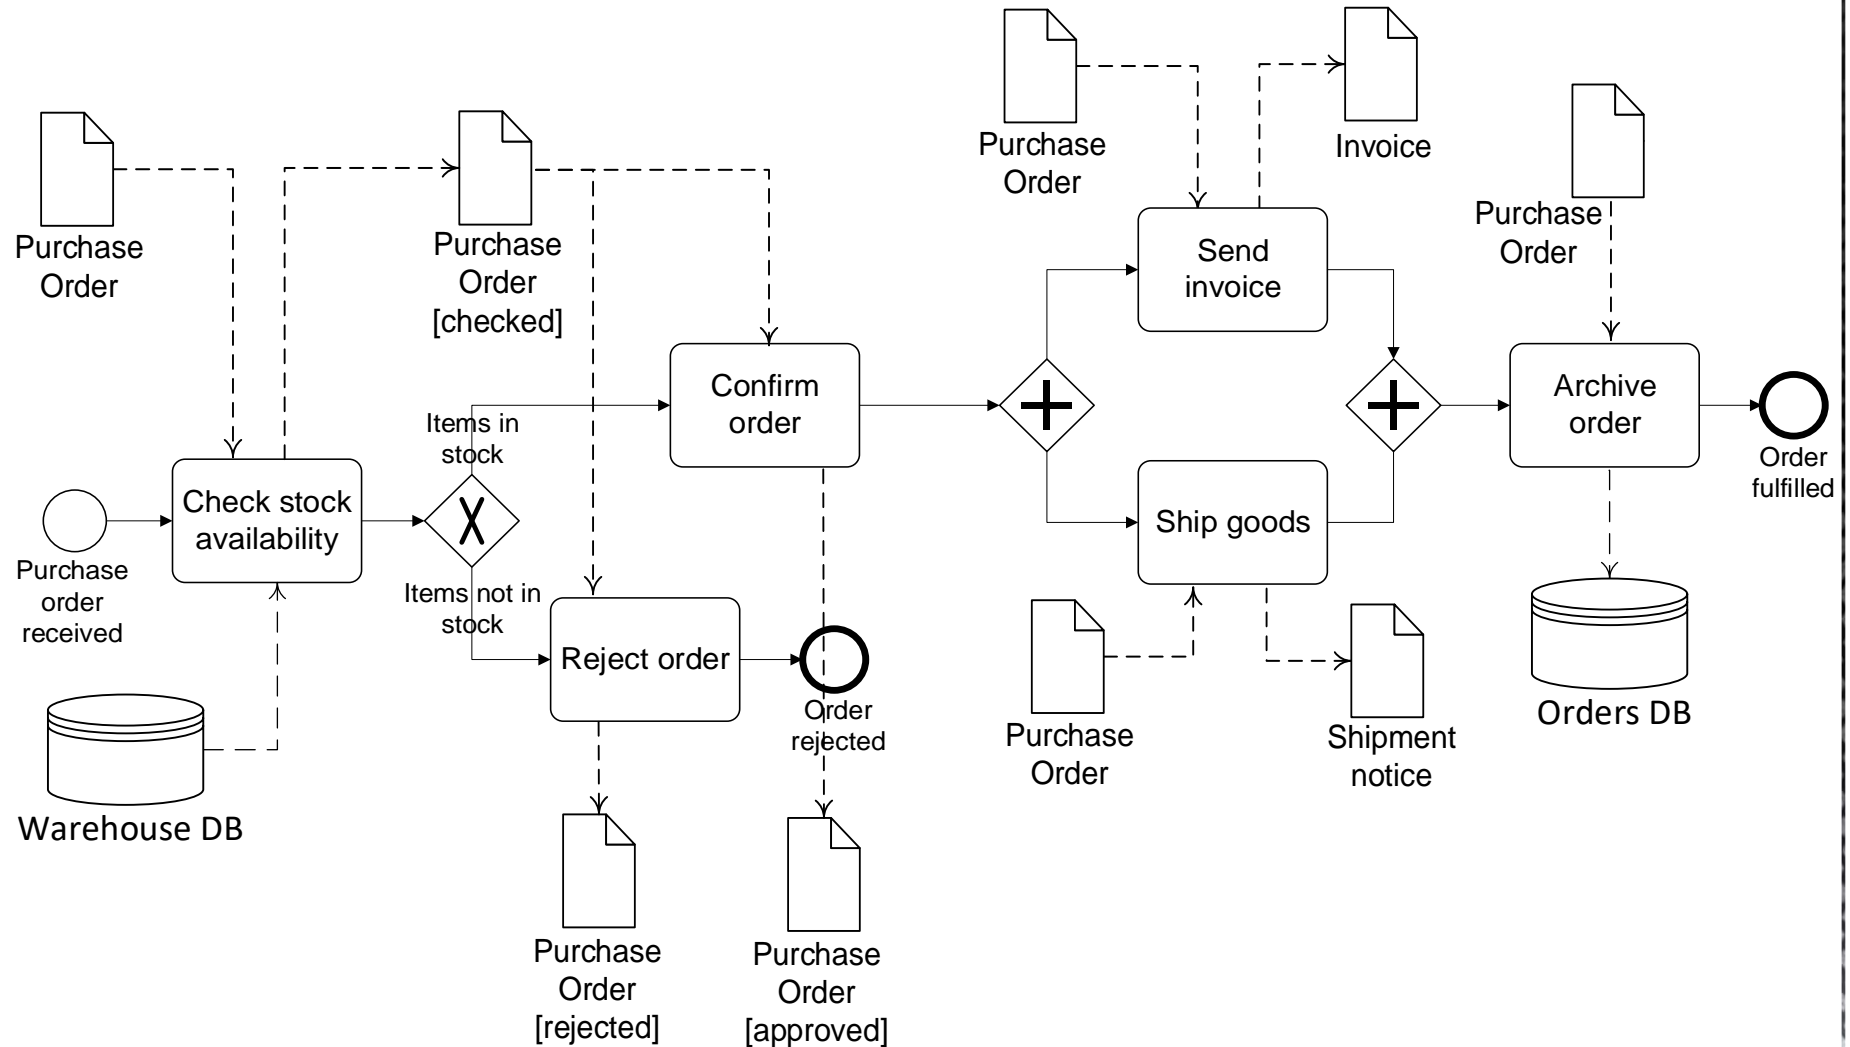 Purchase
Order
Invoice
Purchase
Order
Purchase
Order
[checked]
Purchase
Order
Send
invoice
Purchase
Order
Confirm
order
Archive
order
Items in
stock
Order
fulfilled
Check stock
availability
X
Ship goods
Purchase
order
received
Items not in
stock
Reject order
Order
rejected
Purchase
Order
Shipment
notice
Orders DB
Warehouse DB
Purchase
Order
[rejected]
Purchase
Order
[approved]